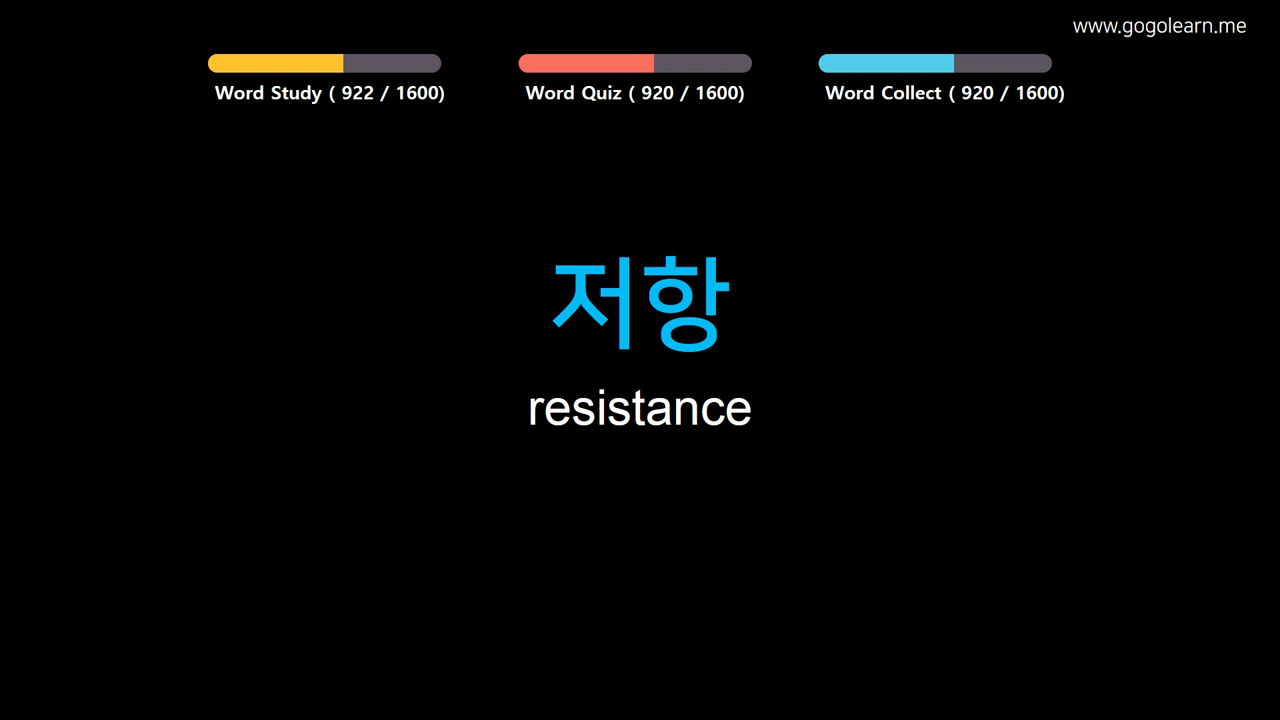 www.gogolearn.me
Word Study ( 922 / 1600)
Word Quiz ( 920 / 1600)
Word Collect ( 920 / 1600)
저항
resistance